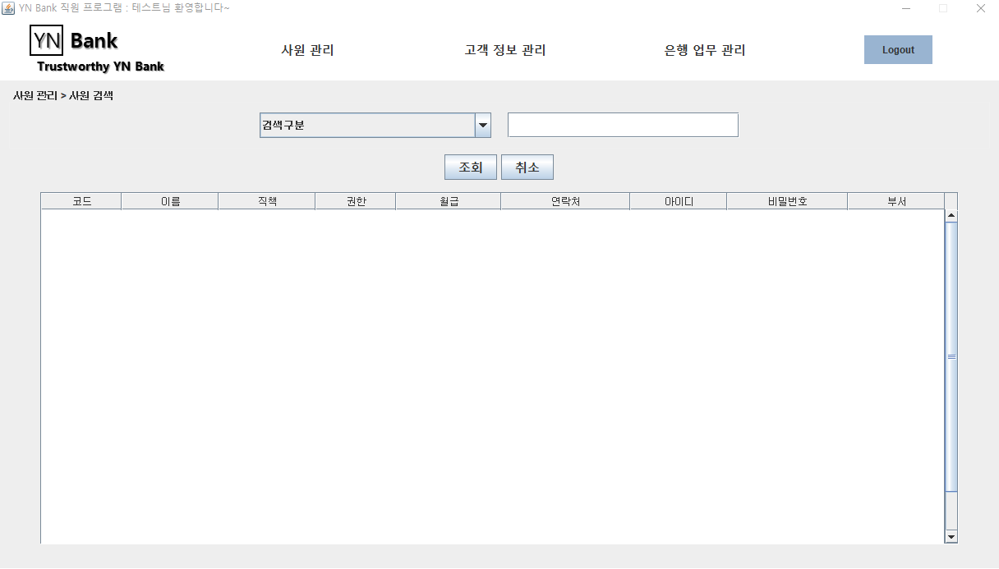 YN Bank 직원 프로그램 : 테스트님 환영합니다~
YN Bank
Trustworthy YN Bank
사원 관리
고객 정보 관리
은행 업무 관리
Logout
사원 관리 > 사원 검색
검색구분
조회
취소
코드 이름 직책 권한 월급 연락처 아이디 비밀번호 부서